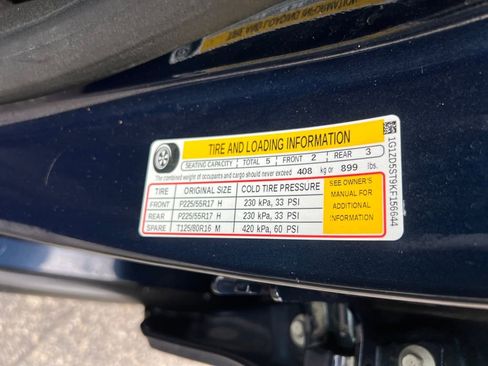 TIRE AND LOADING INFORMATION
SEATING CAPACITY TOTAL 5 FRONT 2 REAR 3
The combined weight of occupants and cargo should never exceed 408 kg or 899 lbs.
TIRE ORIGINAL SIZE COLD TIRE PRESSURE
FRONT P225/55R17 H 230 kPa, 33 PSI
REAR P225/55R17 H 230 kPa, 33 PSI
SPARE T125/80R16 M 420 kPa, 60 PSI
SEE OWNER'S
MANUAL FOR
ADDITIONAL
INFORMATION
1G1ZD5ST9KF156644